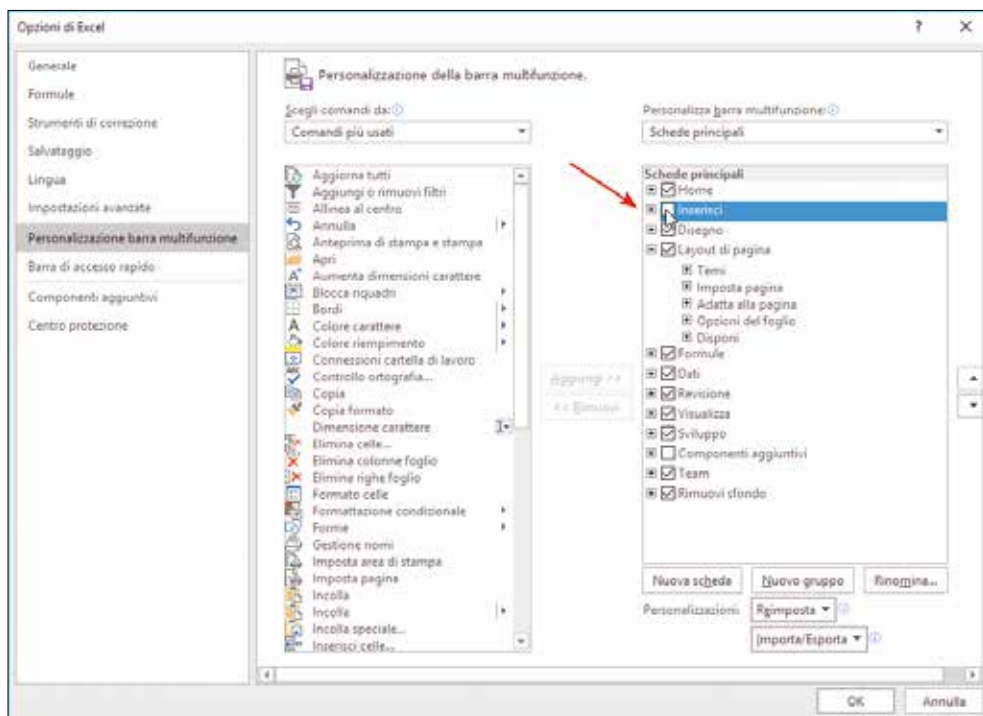 Opzioni di Excel
?
Generale
Formule
Strumenti di correzione
Salvataggio
Lingua
Impostazioni avanzate
Personalizzazione barra multifunzione
Barra di accesso rapido
Componenti aggiuntivi
Centro protezione
Personalizzazione della barra multifunzione.
Scegli comandi da:
Comandi più usati
Aggiorna tutti
Aggiungi o rimuovi filtri
Allinea al centro
Annulla
Anteprima di stampa e stampa
Apri
Aumenta dimensioni carattere
Blocca riquadri
Bordi
Colore carattere
Colore riempimento
Connessioni cartella di lavoro
Controllo ortografia...
Copia
Copia formato
Dimensione carattere
Elimina celle...
Elimina colonne foglio
Elimina righe foglio
Formato celle
Formattazione condizionale
Forme
Gestione nomi
Imposta area di stampa
Imposta pagina
Incolla
Incolla
Incolla speciale...
Inserisci celle...
Aggiungi >>
<< Rimuovi
Personalizza barra multifunzione:
Schede principali
Schede principali
Home
Inserisci
Disegno
Layout di pagina
Temi
Imposta pagina
Adatta alla pagina
Opzioni del foglio
Disponi
Formule
Dati
Revisione
Visualizza
Sviluppo
Componenti aggiuntivi
Team
Rimuovi sfondo
Nuova scheda
Nuovo gruppo
Rinomina...
Personalizzazioni:
Reimposta
Importa/Esporta
OK
Annulla